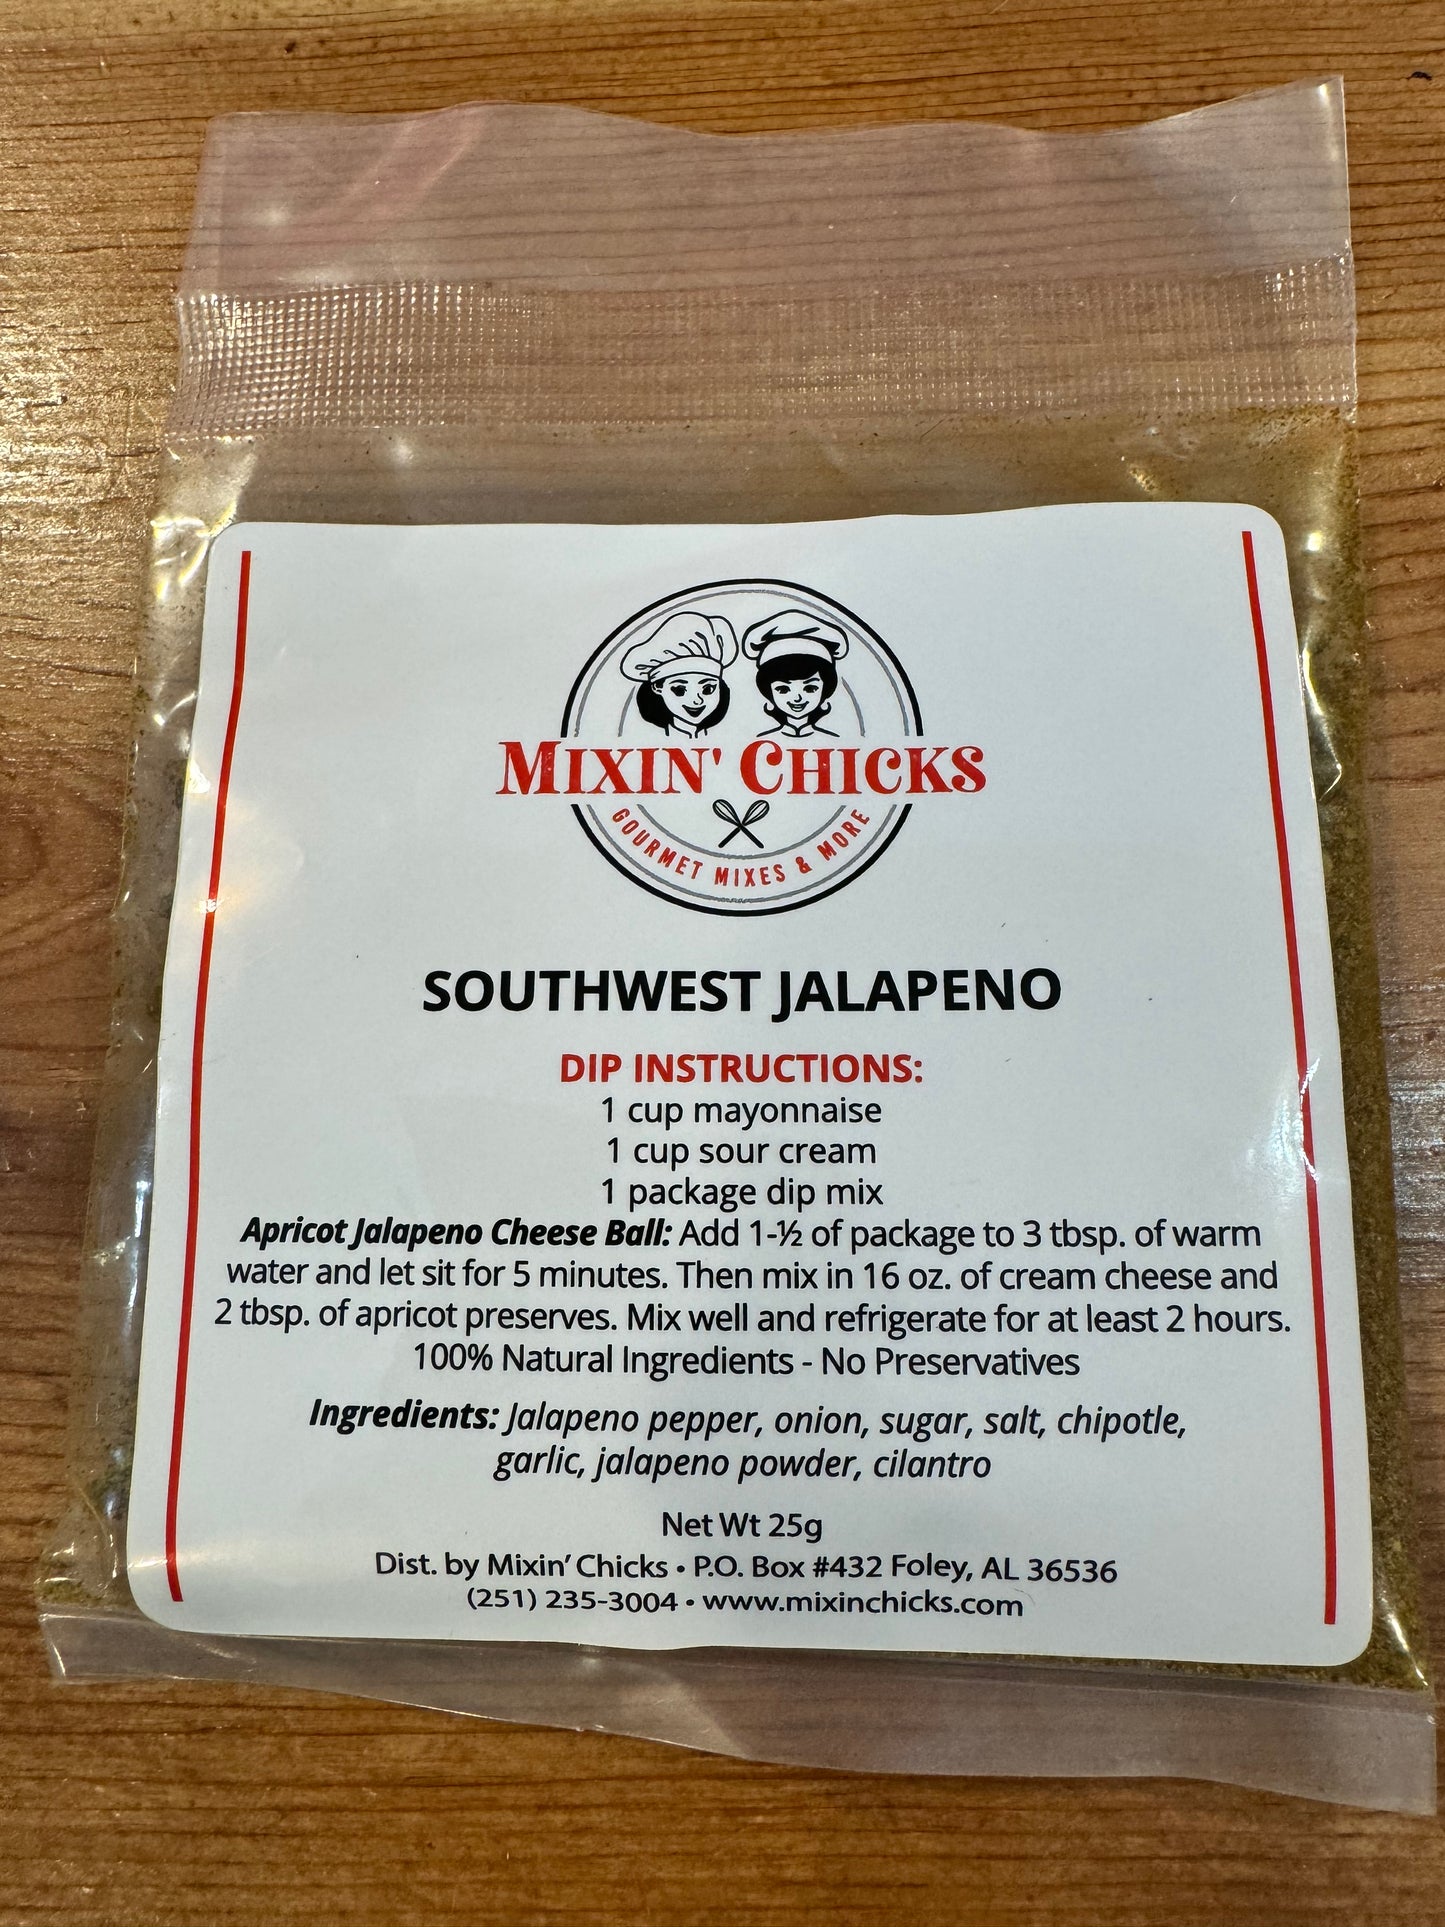 MIXIN' CHICKS
GOURMET MIXES & MORE
SOUTHWEST JALAPENO
DIP INSTRUCTIONS:
1 cup mayonnaise
1 cup sour cream
1 package dip mix
Apricot Jalapeno Cheese Ball: Add 1-½ of package to 3 tbsp. of warm
water and let sit for 5 minutes. Then mix in 16 oz. of cream cheese and
2 tbsp. of apricot preserves. Mix well and refrigerate for at least 2 hours.
100% Natural Ingredients - No Preservatives
Ingredients: Jalapeno pepper, onion, sugar, salt, chipotle,
garlic, jalapeno powder, cilantro
Net Wt 25g
Dist. by Mixin' Chicks • P.O. Box #432 Foley, AL 36536
(251) 235-3004 • www.mixinchicks.com